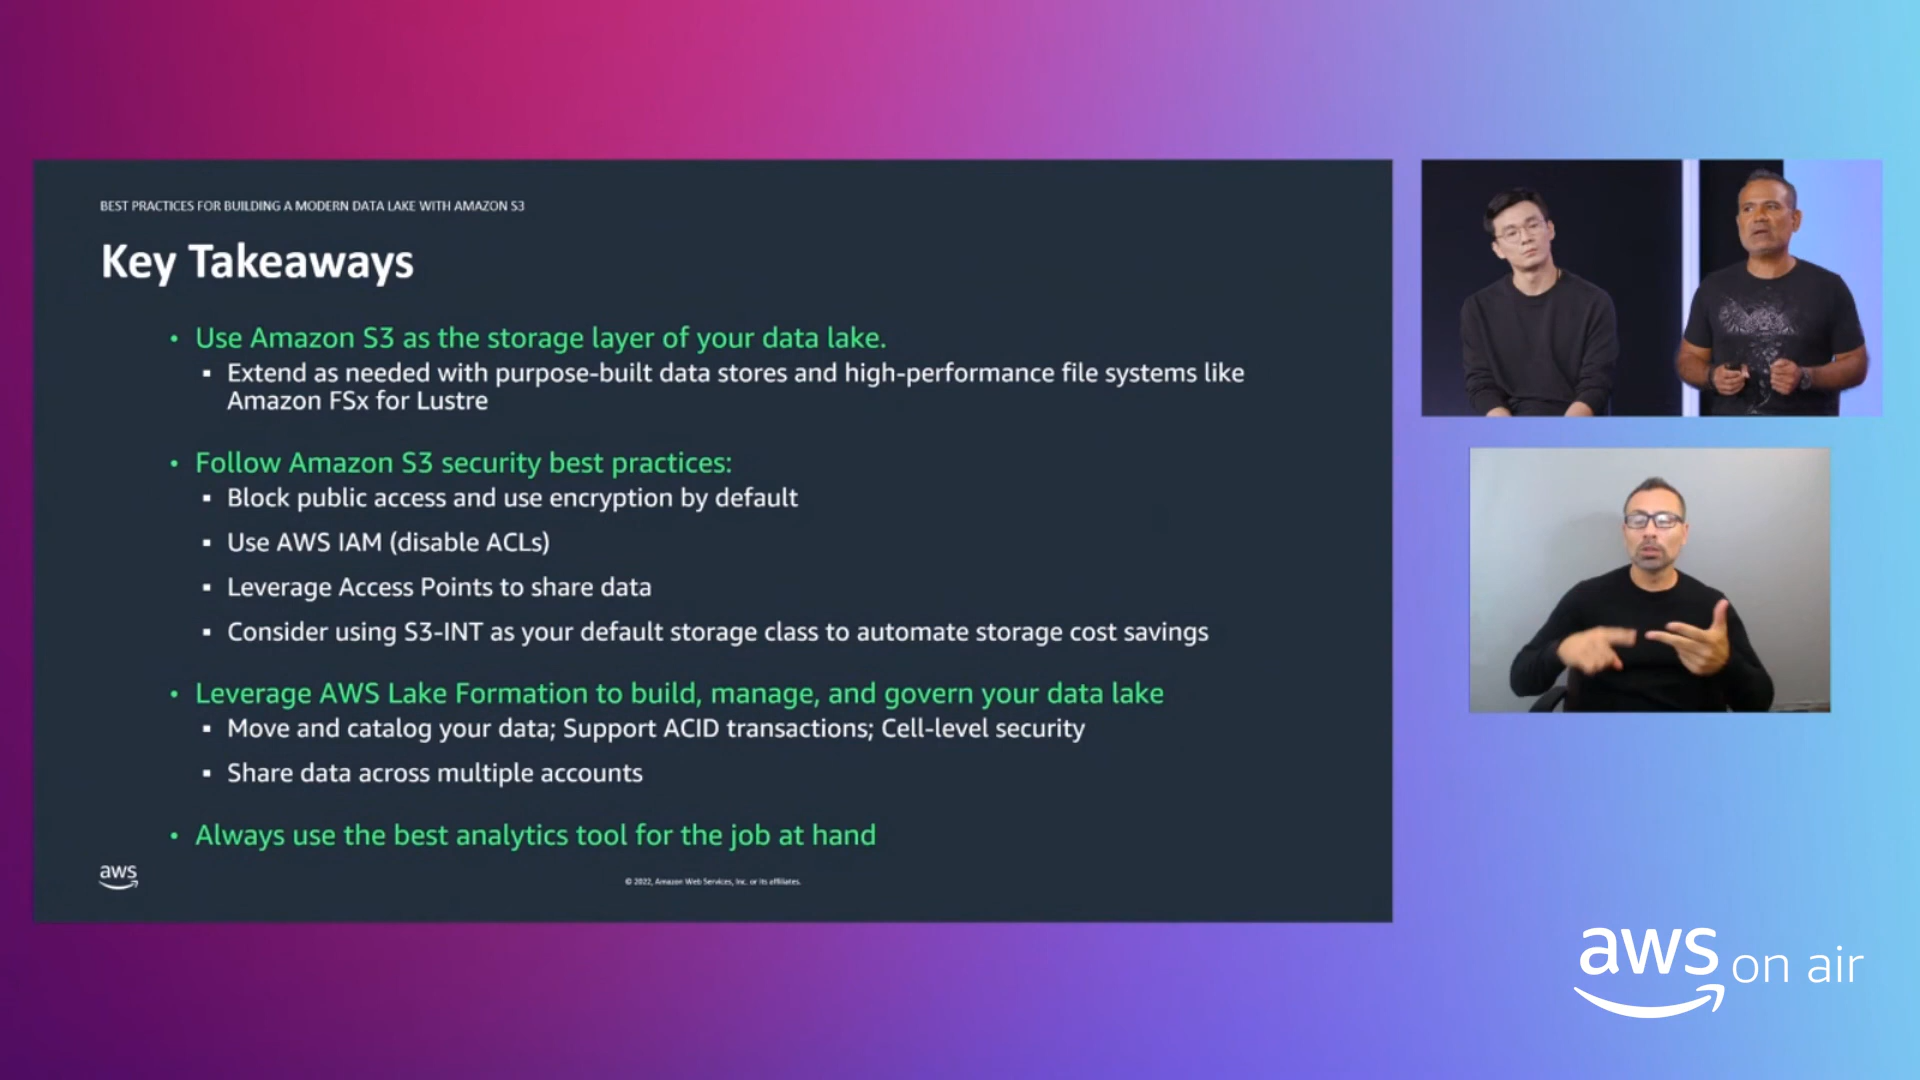 BEST PRACTICES FOR BUILDING A MODERN DATA LAKE WITH AMAZON S3
Key Takeaways
• Use Amazon S3 as the storage layer of your data lake.
▪ Extend as needed with purpose-built data stores and high-performance file systems like
Amazon FSx for Lustre
• Follow Amazon S3 security best practices:
▪ Block public access and use encryption by default
▪ Use AWS IAM (disable ACLs)
▪ Leverage Access Points to share data
▪ Consider using S3-INT as your default storage class to automate storage cost savings
• Leverage AWS Lake Formation to build, manage, and govern your data lake
▪ Move and catalog your data; Support ACID transactions; Cell-level security
▪ Share data across multiple accounts
• Always use the best analytics tool for the job at hand
aws
© 2022, Amazon Web Services, Inc. or its affiliates.
aws on air